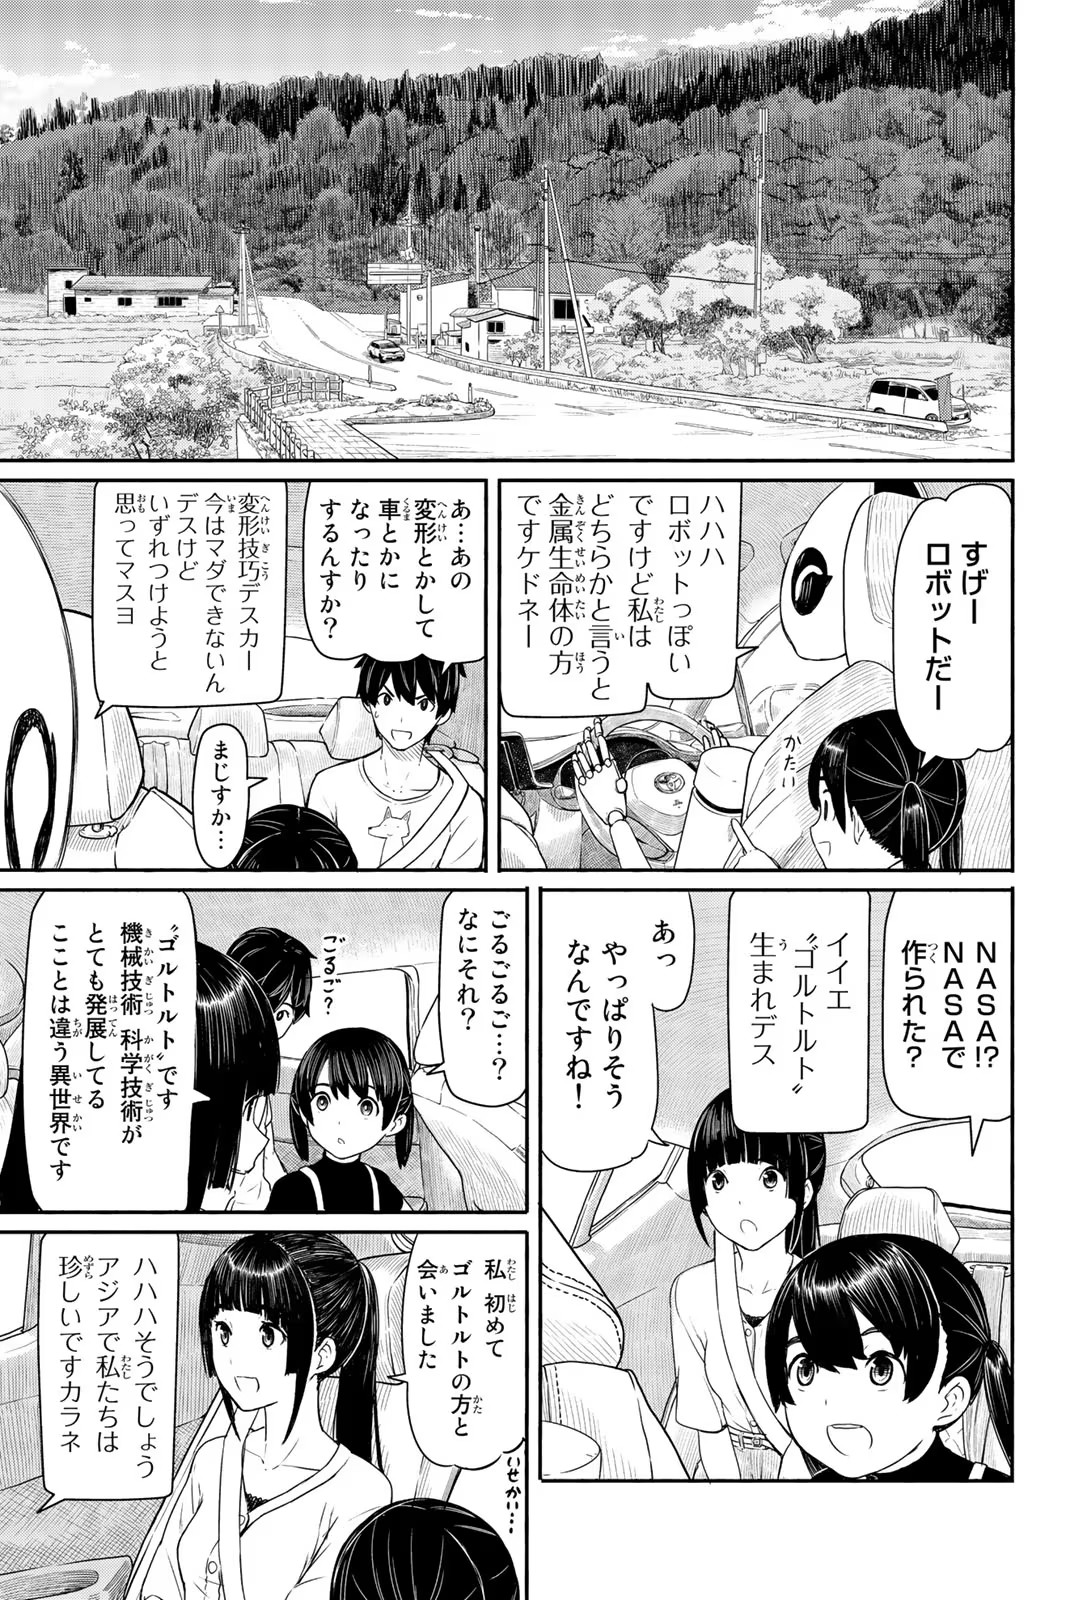 すげー
ロボットだー
かたい
ハハハ
ロボットっぽい
ですけど私は
どちらかと言うと
金属生命体の方
ですケドネー
あ…あの
変形とかして
車とかに
なったり
するんすか？
変形技巧デスカー
今はマダできないん
デスけど
いずれつけようと
思ってマスヨ
まじすか…
NASA!?
NASAで
作られた？
イイエ
〝ゴルトルト〟
生まれデス
あっ
やっぱりそう
なんですね！
ごるごるご…？
なにそれ？
ごるご？
〝ゴルトルト〟です
機械技術 科学技術が
とても発展してる
こことは違う異世界です
私 初めて
ゴルトルトの方と
会いました
いせかい…
ハハハそうでしょう
アジアで私たちは
珍しいですカラネ